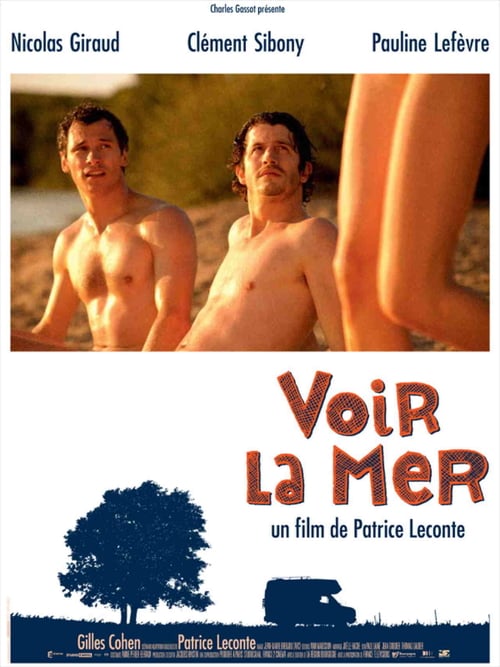 Charles Gassot présente
Nicolas Giraud Clément Sibony Pauline Lefèvre
VOIR
LA MER
un film de Patrice Leconte
Gilles Cohen Patrice Leconte